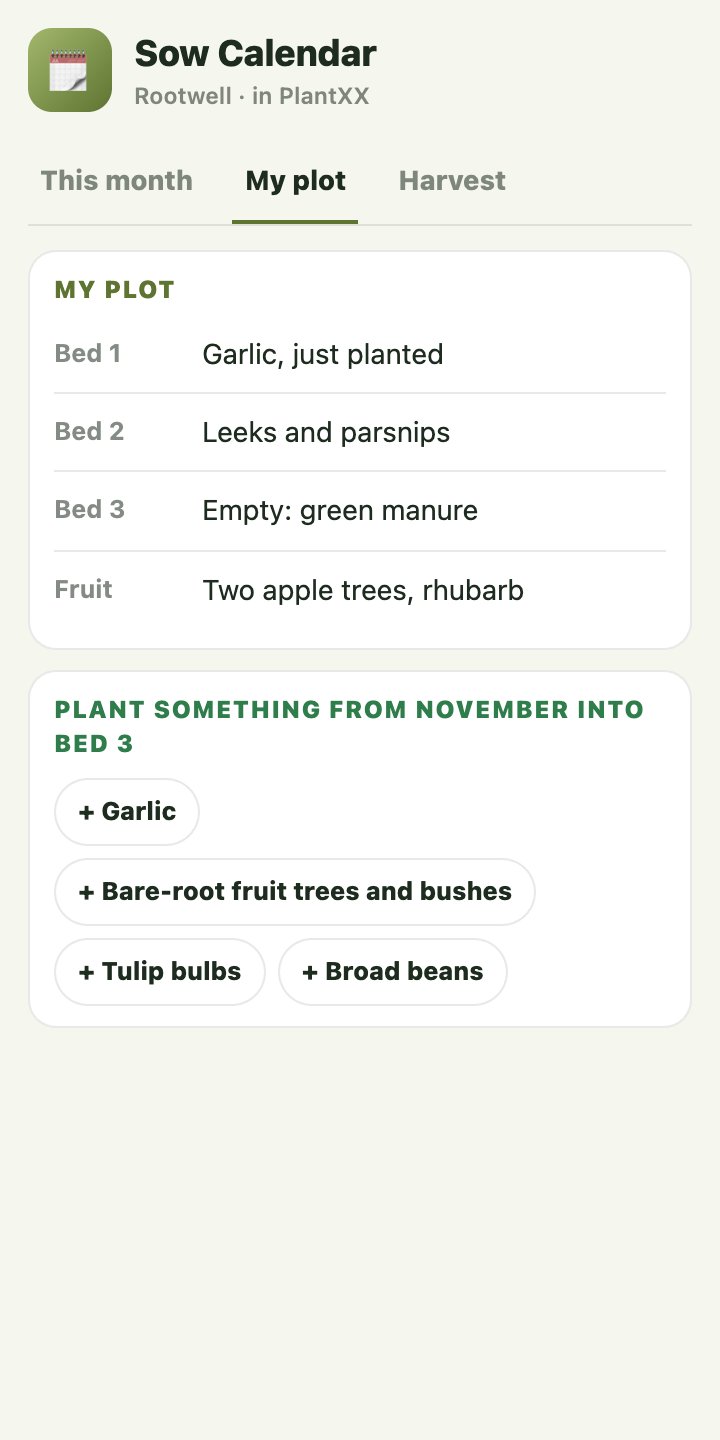 Sow Calendar
Rootwell · in PlantXX
This month My plot Harvest
MY PLOT
Bed 1 Garlic, just planted
Bed 2 Leeks and parsnips
Bed 3 Empty: green manure
Fruit Two apple trees, rhubarb
PLANT SOMETHING FROM NOVEMBER INTO
BED 3
+ Garlic
+ Bare-root fruit trees and bushes
+ Tulip bulbs + Broad beans